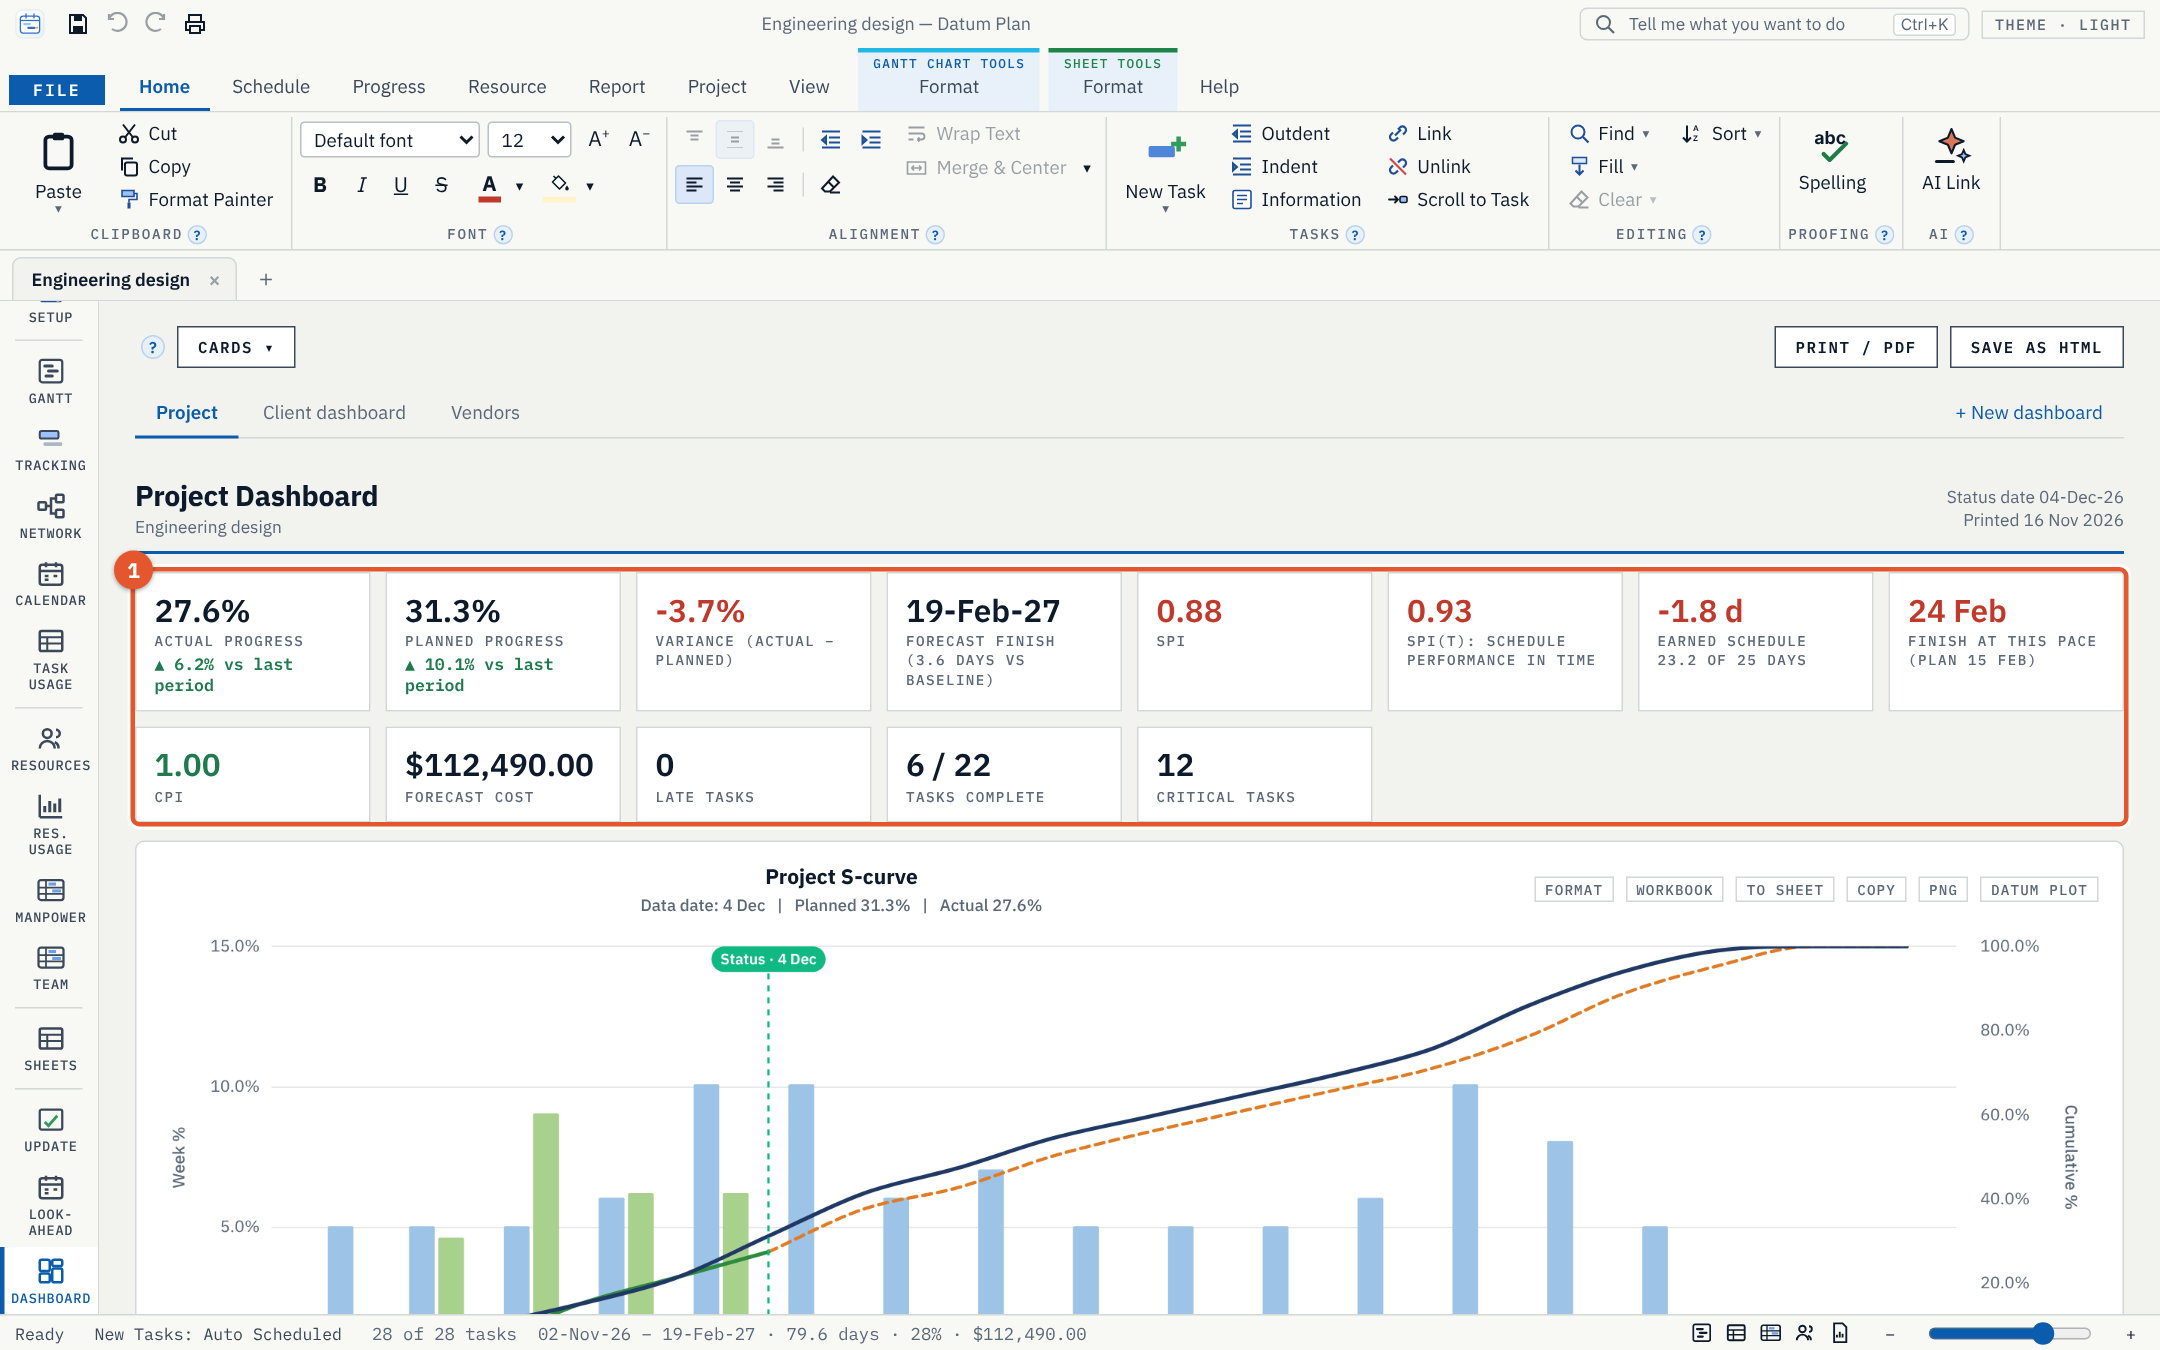 Engineering design — Datum Plan
Tell me what you want to do
Ctrl+K
THEME · LIGHT
FILE
Home
Schedule
Progress
Resource
Report
Project
View
GANTT CHART TOOLS
Format
SHEET TOOLS
Format
Help
Paste
Cut
Copy
Format Painter
CLIPBOARD ?
Default font
12
A+ A−
B I U S A
FONT ?
Wrap Text
Merge & Center
ALIGNMENT ?
New Task
Outdent
Indent
Information
Link
Unlink
Scroll to Task
TASKS ?
Find
Sort
Fill
Clear
EDITING ?
abc
Spelling
PROOFING ?
AI Link
AI ?
Engineering design ×
+
SETUP
GANTT
TRACKING
NETWORK
CALENDAR
TASK
USAGE
RESOURCES
RES.
USAGE
MANPOWER
TEAM
SHEETS
UPDATE
LOOK-
AHEAD
DASHBOARD
?
CARDS ▾
PRINT / PDF
SAVE AS HTML
Project
Client dashboard
Vendors
+ New dashboard
Project Dashboard
Engineering design
Status date 04-Dec-26
Printed 16 Nov 2026
1
27.6%
ACTUAL PROGRESS
▲ 6.2% vs last
period
31.3%
PLANNED PROGRESS
▲ 10.1% vs last
period
-3.7%
VARIANCE (ACTUAL −
PLANNED)
19-Feb-27
FORECAST FINISH
(3.6 DAYS VS
BASELINE)
0.88
SPI
0.93
SPI(T): SCHEDULE
PERFORMANCE IN TIME
-1.8 d
EARNED SCHEDULE
23.2 OF 25 DAYS
24 Feb
FINISH AT THIS PACE
(PLAN 15 FEB)
1.00
CPI
$112,490.00
FORECAST COST
0
LATE TASKS
6 / 22
TASKS COMPLETE
12
CRITICAL TASKS
Project S-curve
Data date: 4 Dec | Planned 31.3% | Actual 27.6%
FORMAT
WORKBOOK
TO SHEET
COPY
PNG
DATUM PLOT
15.0%
10.0%
5.0%
Week %
Status · 4 Dec
100.0%
80.0%
60.0%
40.0%
20.0%
Cumulative %
Ready
New Tasks: Auto Scheduled
28 of 28 tasks
02-Nov-26 – 19-Feb-27 · 79.6 days · 28% · $112,490.00
− +